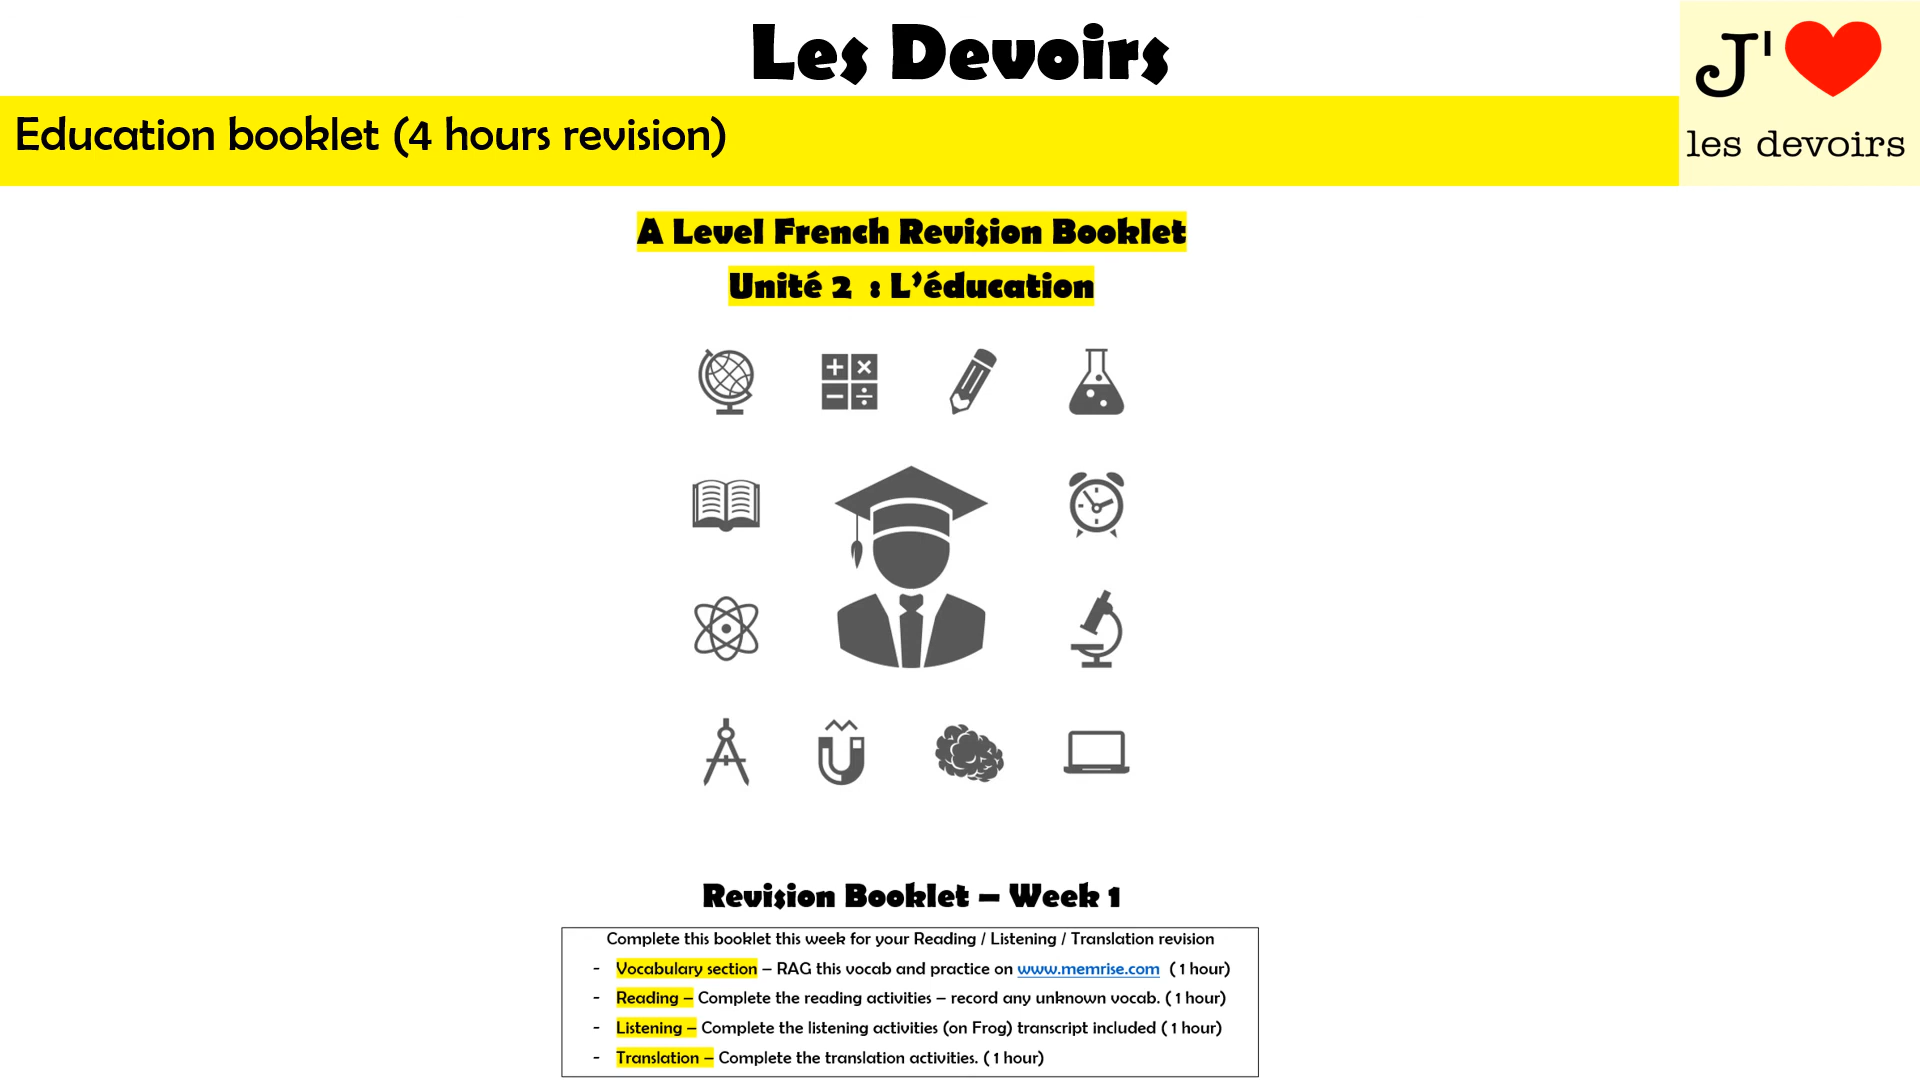 Les Devoirs
J'
les devoirs
Education booklet (4 hours revision)
A Level French Revision Booklet
Unité 2 : L'éducation
Revision Booklet – Week 1
Complete this booklet this week for your Reading / Listening / Translation revision
- Vocabulary section – RAG this vocab and practice on www.memrise.com ( 1 hour)
- Reading – Complete the reading activities – record any unknown vocab. ( 1 hour)
- Listening – Complete the listening activities (on Frog) transcript included ( 1 hour)
- Translation – Complete the translation activities. ( 1 hour)